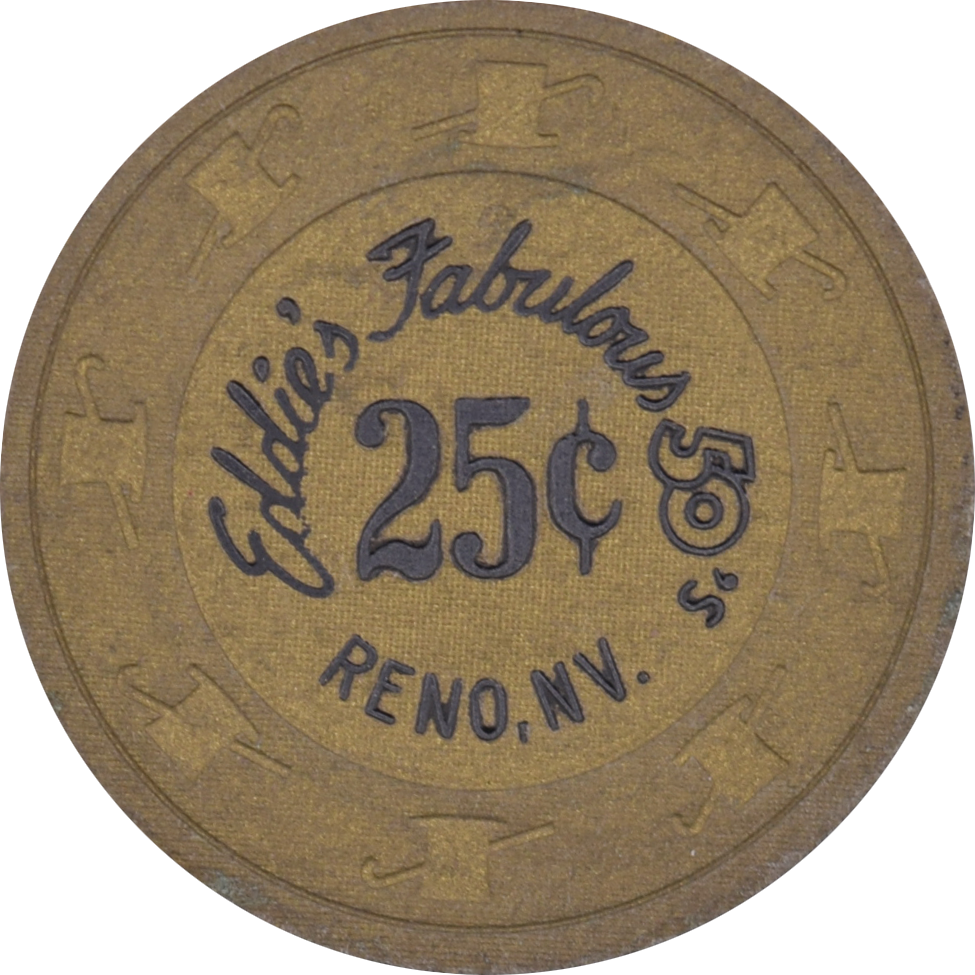 Eddie's Fabulous 50's
25¢
RENO, NV.